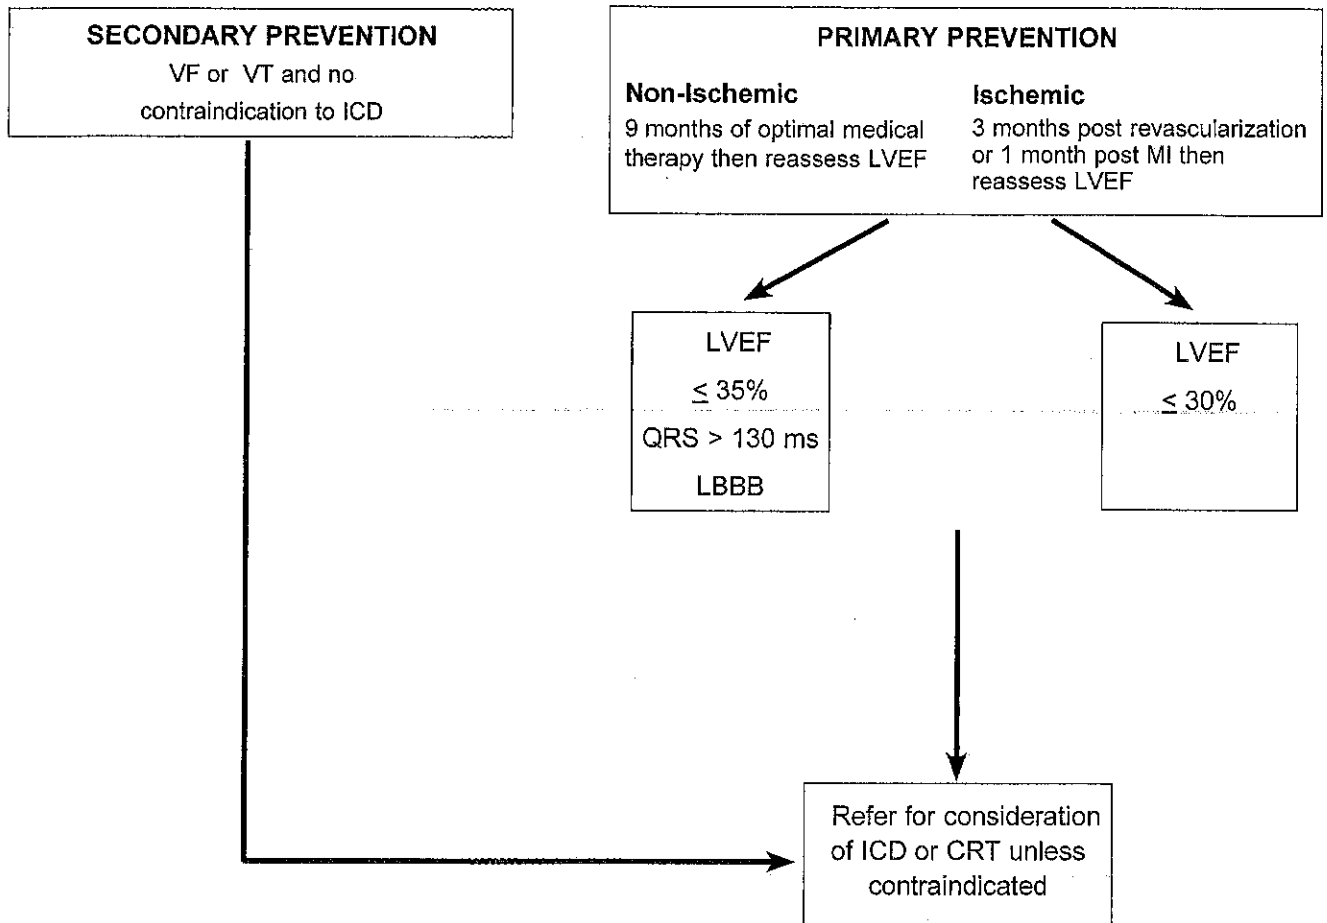 SECONDARY PREVENTION
VF or VT and no
contraindication to ICD
PRIMARY PREVENTION
Non-Ischemic
9 months of optimal medical
therapy then reassess LVEF
Ischemic
3 months post revascularization
or 1 month post MI then
reassess LVEF
LVEF
≤ 35%
QRS > 130 ms
LBBB
LVEF
≤ 30%
Refer for consideration
of ICD or CRT unless
contraindicated